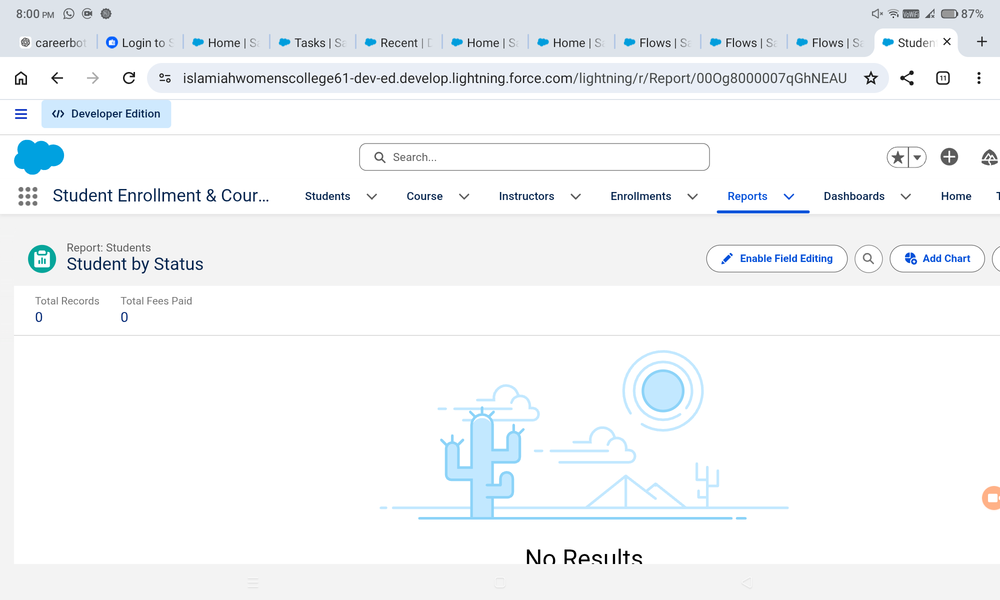 8:00 PM
VoWiFi
87%
careerbot
Login to S
Home | Sa
Tasks | Sa
Recent | D
Home | Sa
Home | Sa
Flows | Sa
Flows | Sa
Flows | Sa
Studen
islamiahwomenscollege61-dev-ed.develop.lightning.force.com/lightning/r/Report/00Og8000007qGhNEAU
11
Developer Edition
Search...
Student Enrollment & Cour...
Students
Course
Instructors
Enrollments
Reports
Dashboards
Home
T
Report: Students
Student by Status
Enable Field Editing
Add Chart
Total Records
Total Fees Paid
0
0
No Results